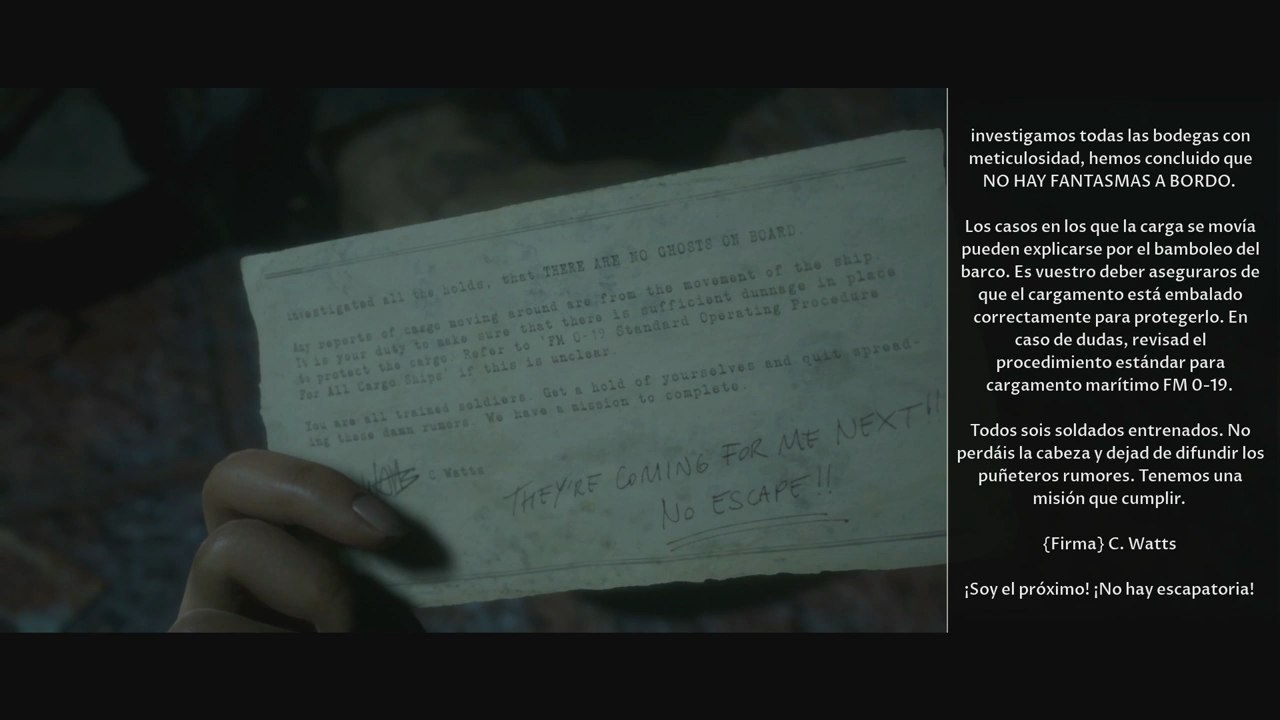 investigated all the holds, that THERE ARE NO GHOSTS ON BOARD.
Any reports of cargo moving around are from the movement of the ship.
It is your duty to make sure that there is sufficient dunnage in place
to protect the cargo. Refer to 'FM 0-19 Standard Operating Procedure
For All Cargo Ships' if this is unclear.
You are all trained soldiers. Get a hold of yourselves and quit spread-
ing these damn rumors. We have a mission to complete.
Watts C Watts
THEY'RE COMING FOR ME NEXT!!
NO ESCAPE!!
investigamos todas las bodegas con
meticulosidad, hemos concluido que
NO HAY FANTASMAS A BORDO.
Los casos en los que la carga se movía
pueden explicarse por el bamboleo del
barco. Es vuestro deber aseguraros de
que el cargamento está embalado
correctamente para protegerlo. En
caso de dudas, revisad el
procedimiento estándar para
cargamento marítimo FM 0-19.
Todos sois soldados entrenados. No
perdáis la cabeza y dejad de difundir los
puñeteros rumores. Tenemos una
misión que cumplir.
{Firma} C. Watts
¡Soy el próximo! ¡No hay escapatoria!